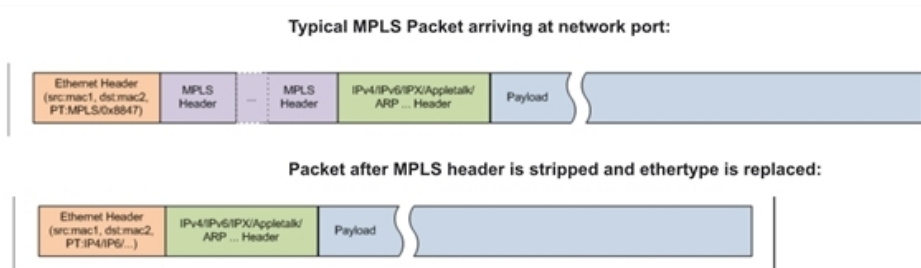 Typical MPLS Packet arriving at network port:
Ethernet Header
(src:mac1, dst:mac2,
PT:MPLS/0x8847)
MPLS
Header
...
MPLS
Header
IPv4/IPv6/IPX/Appletalk/
ARP ... Header
Payload
Packet after MPLS header is stripped and ethertype is replaced:
Ethernet Header
(src:mac1, dst:mac2,
PT:IP4/IP6/...)
IPv4/IPv6/IPX/Appletalk/
ARP ... Header
Payload